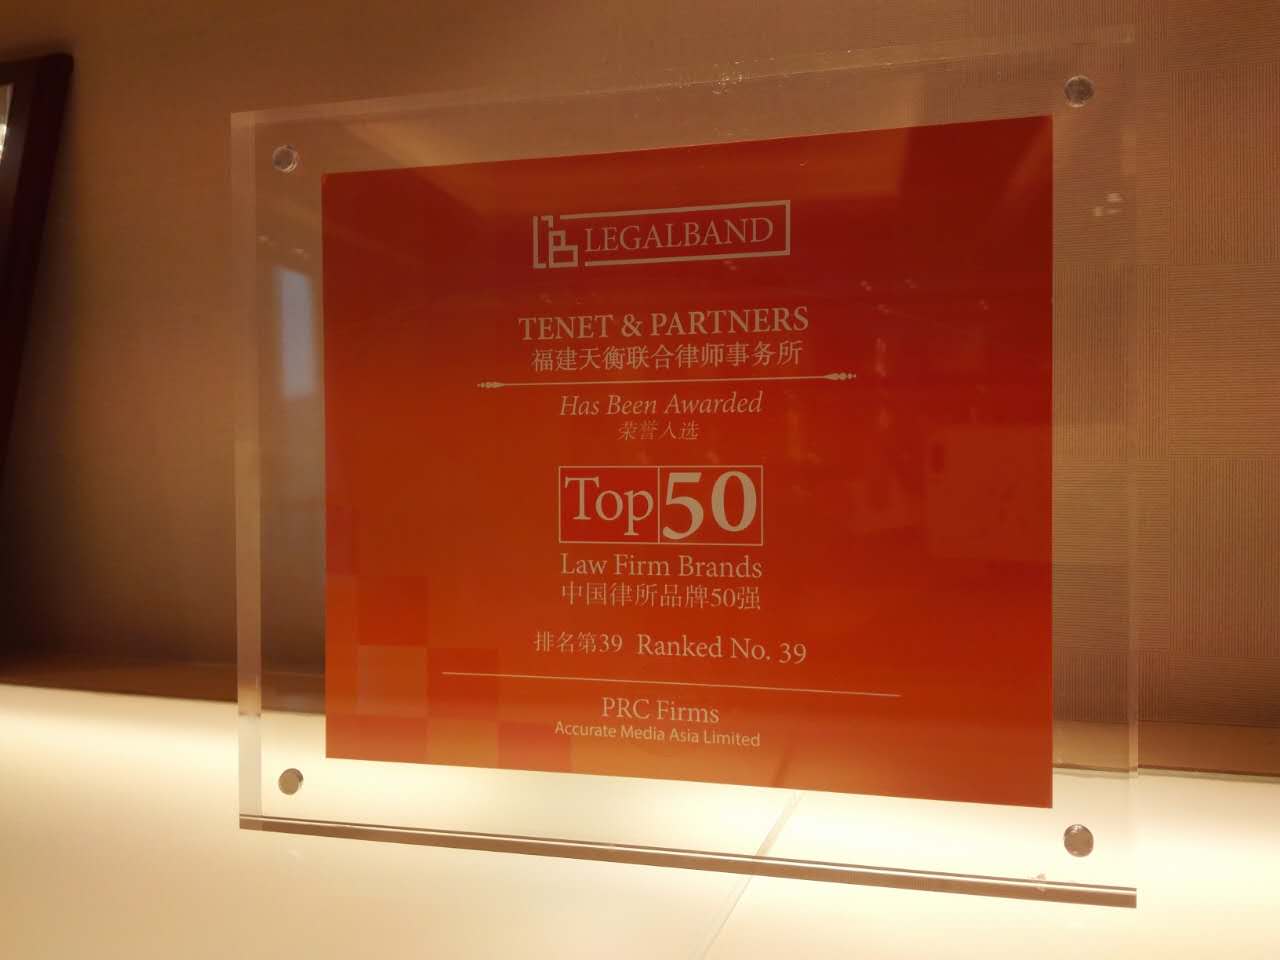 LB LEGALBAND
TENET & PARTNERS
福建天衡联合律师事务所
Has Been Awarded
荣誉入选
Top 50
Law Firm Brands
中国律所品牌50强
排名第39 Ranked No. 39
PRC Firms
Accurate Media Asia Limited